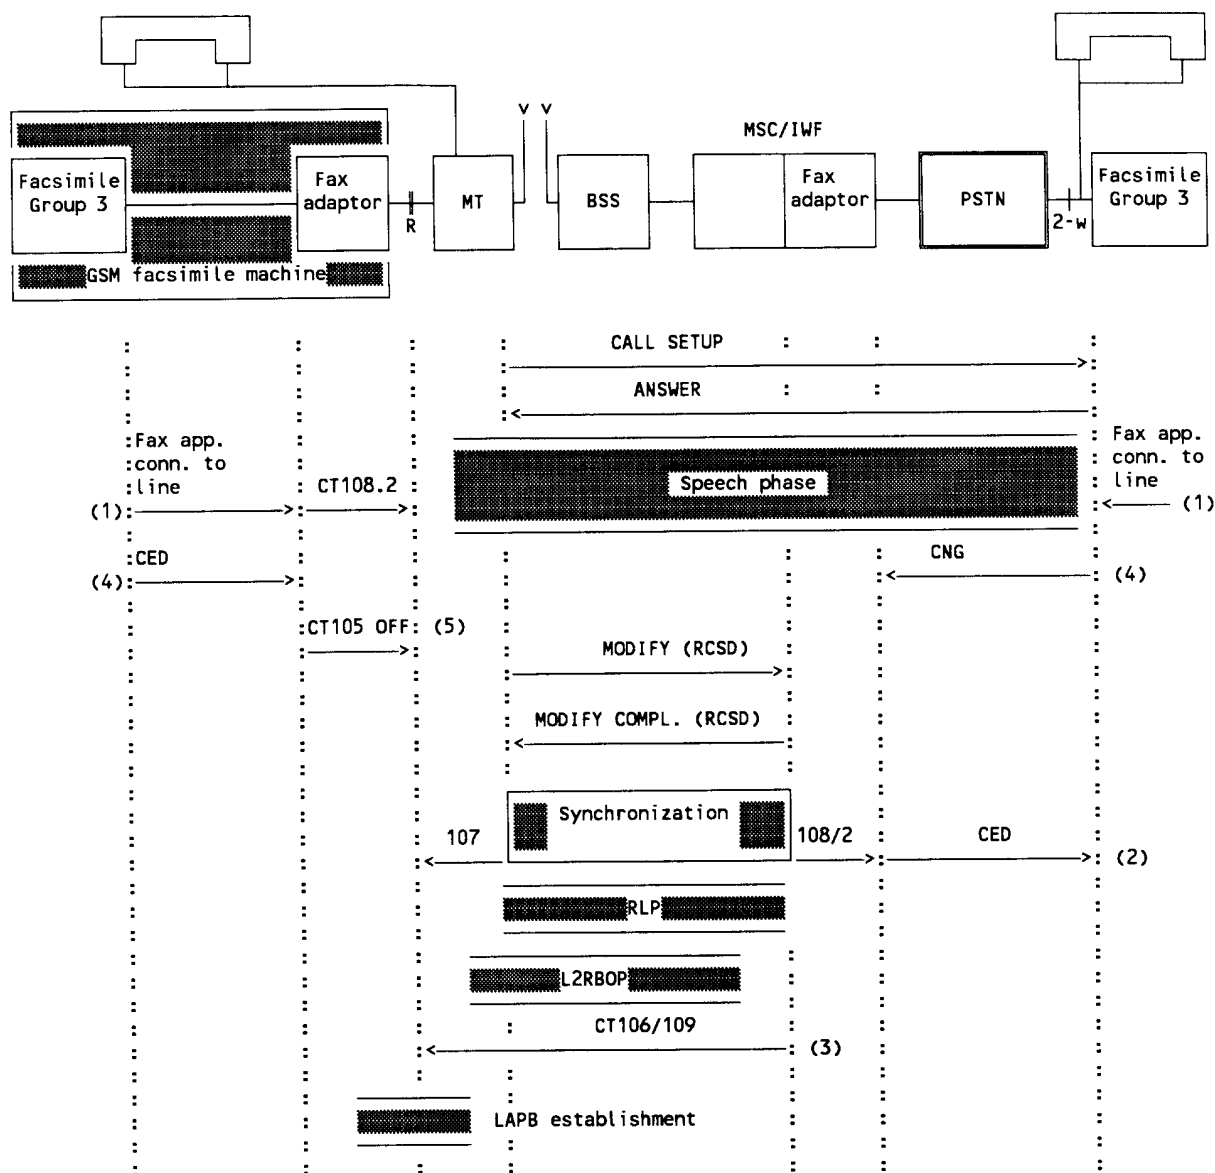 MSC/IWF
Facsimile
Group 3
Fax
adaptor
R
MT
v v
BSS
Fax
adaptor
PSTN
2-w
Facsimile
Group 3
GSM facsimile machine
CALL SETUP
ANSWER
Fax app.
conn. to
line
(1)
CT108.2
Speech phase
Fax app.
conn. to
line
(1)
CED
(4)
CNG
(4)
CT105 OFF
(5)
MODIFY (RCSD)
MODIFY COMPL. (RCSD)
Synchronization
107
108/2
CED
(2)
RLP
L2RBOP
CT106/109
(3)
LAPB establishment